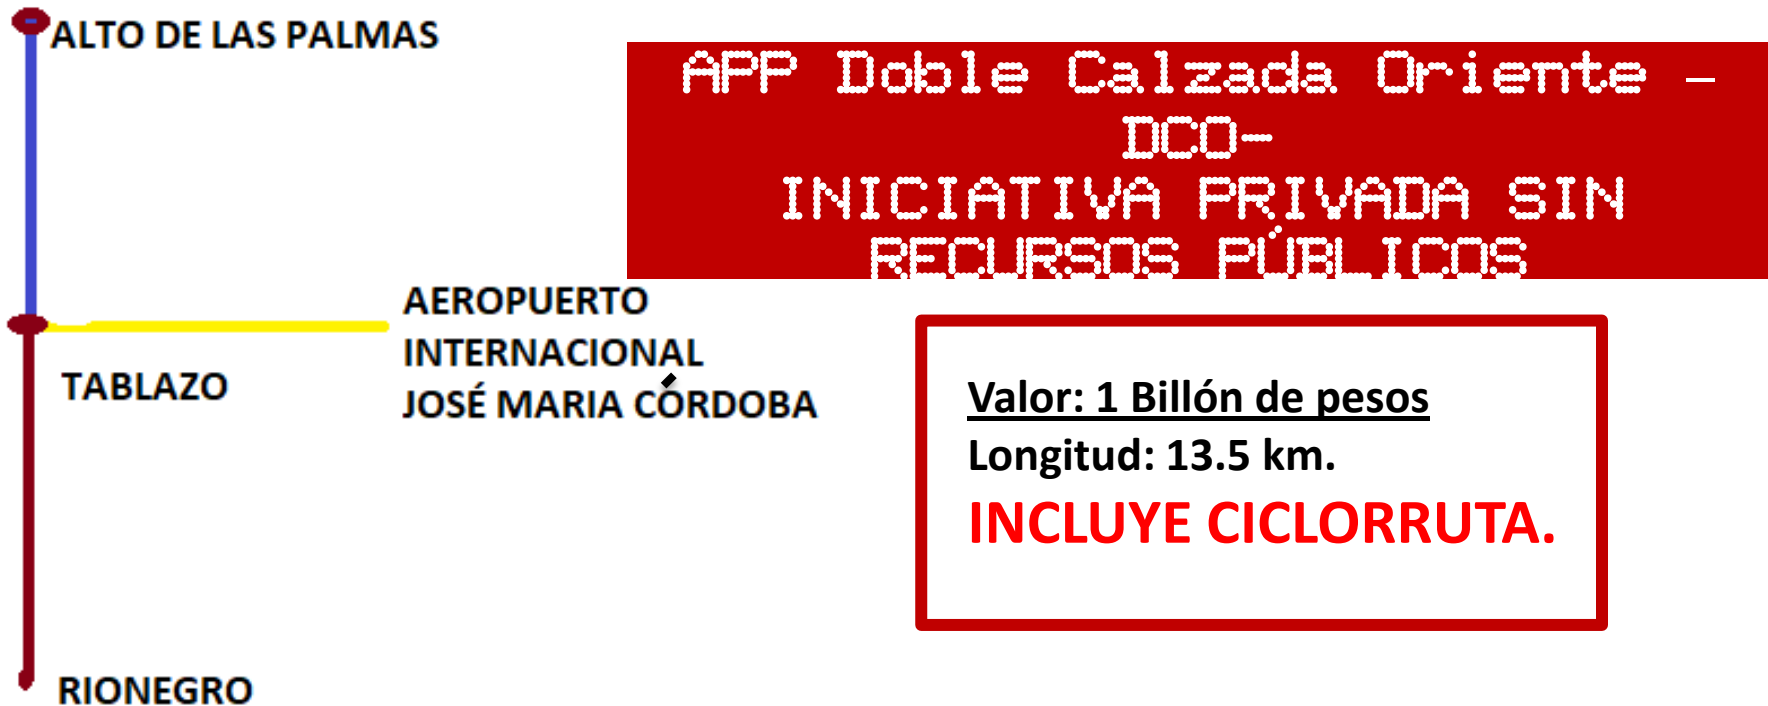 ALTO DE LAS PALMAS
APP Doble Calzada Oriente –
DCO-
INICIATIVA PRIVADA SIN
RECURSOS PÚBLICOS
AEROPUERTO
INTERNACIONAL
JOSÉ MARIA CÓRDOBA
TABLAZO
Valor: 1 Billón de pesos
Longitud: 13.5 km.
INCLUYE CICLORRUTA.
RIONEGRO